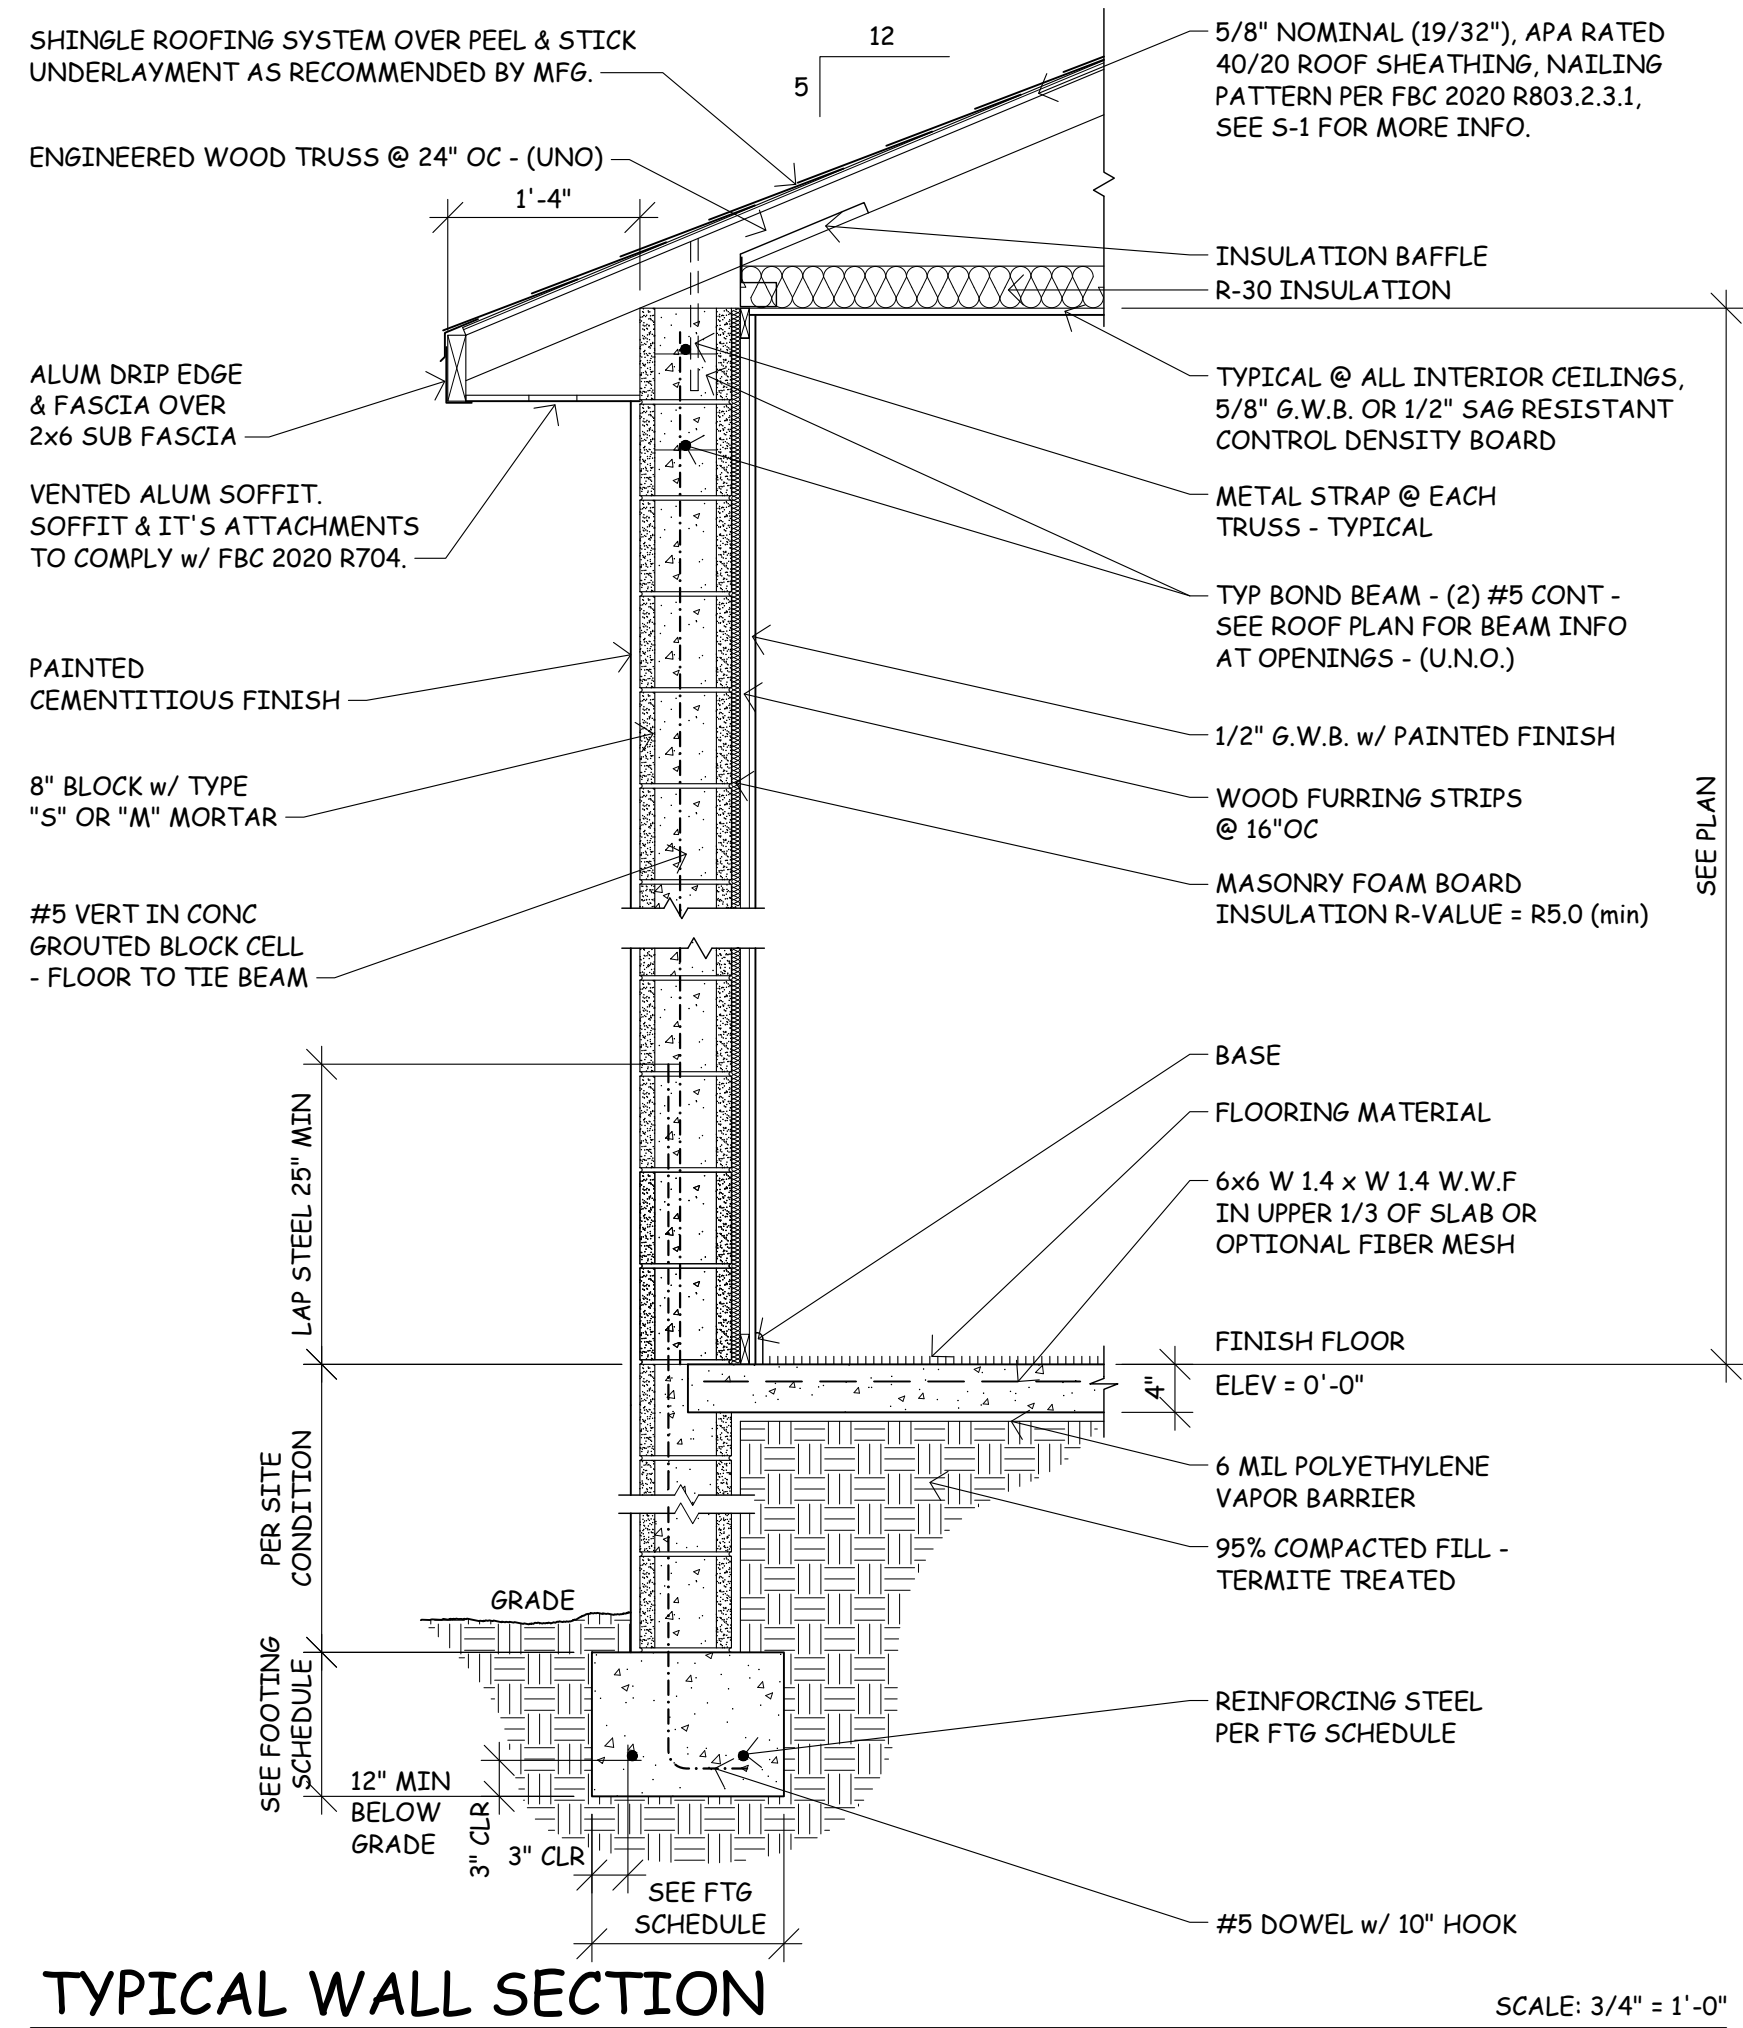 SHINGLE ROOFING SYSTEM OVER PEEL & STICK
UNDERLAYMENT AS RECOMMENDED BY MFG.
ENGINEERED WOOD TRUSS @ 24" OC - (UNO)
1'-4"
12
5
5/8" NOMINAL (19/32"), APA RATED
40/20 ROOF SHEATHING, NAILING
PATTERN PER FBC 2020 R803.2.3.1,
SEE S-1 FOR MORE INFO.
INSULATION BAFFLE
R-30 INSULATION
ALUM DRIP EDGE
& FASCIA OVER
2x6 SUB FASCIA
VENTED ALUM SOFFIT.
SOFFIT & IT'S ATTACHMENTS
TO COMPLY w/ FBC 2020 R704.
PAINTED
CEMENTITIOUS FINISH
8" BLOCK w/ TYPE
"S" OR "M" MORTAR
#5 VERT IN CONC
GROUTED BLOCK CELL
- FLOOR TO TIE BEAM
TYPICAL @ ALL INTERIOR CEILINGS,
5/8" G.W.B. OR 1/2" SAG RESISTANT
CONTROL DENSITY BOARD
METAL STRAP @ EACH
TRUSS - TYPICAL
TYP BOND BEAM - (2) #5 CONT -
SEE ROOF PLAN FOR BEAM INFO
AT OPENINGS - (U.N.O.)
1/2" G.W.B. w/ PAINTED FINISH
WOOD FURRING STRIPS
@ 16"OC
MASONRY FOAM BOARD
INSULATION R-VALUE = R5.0 (min)
SEE PLAN
LAP STEEL 25" MIN
BASE
FLOORING MATERIAL
6x6 W 1.4 x W 1.4 W.W.F
IN UPPER 1/3 OF SLAB OR
OPTIONAL FIBER MESH
FINISH FLOOR
ELEV = 0'-0"
4"
6 MIL POLYETHYLENE
VAPOR BARRIER
95% COMPACTED FILL -
TERMITE TREATED
PER SITE
CONDITION
GRADE
SEE FOOTING
SCHEDULE
12" MIN
BELOW
GRADE
3" CLR
3" CLR
SEE FTG
SCHEDULE
REINFORCING STEEL
PER FTG SCHEDULE
#5 DOWEL w/ 10" HOOK
TYPICAL WALL SECTION
SCALE: 3/4" = 1'-0"